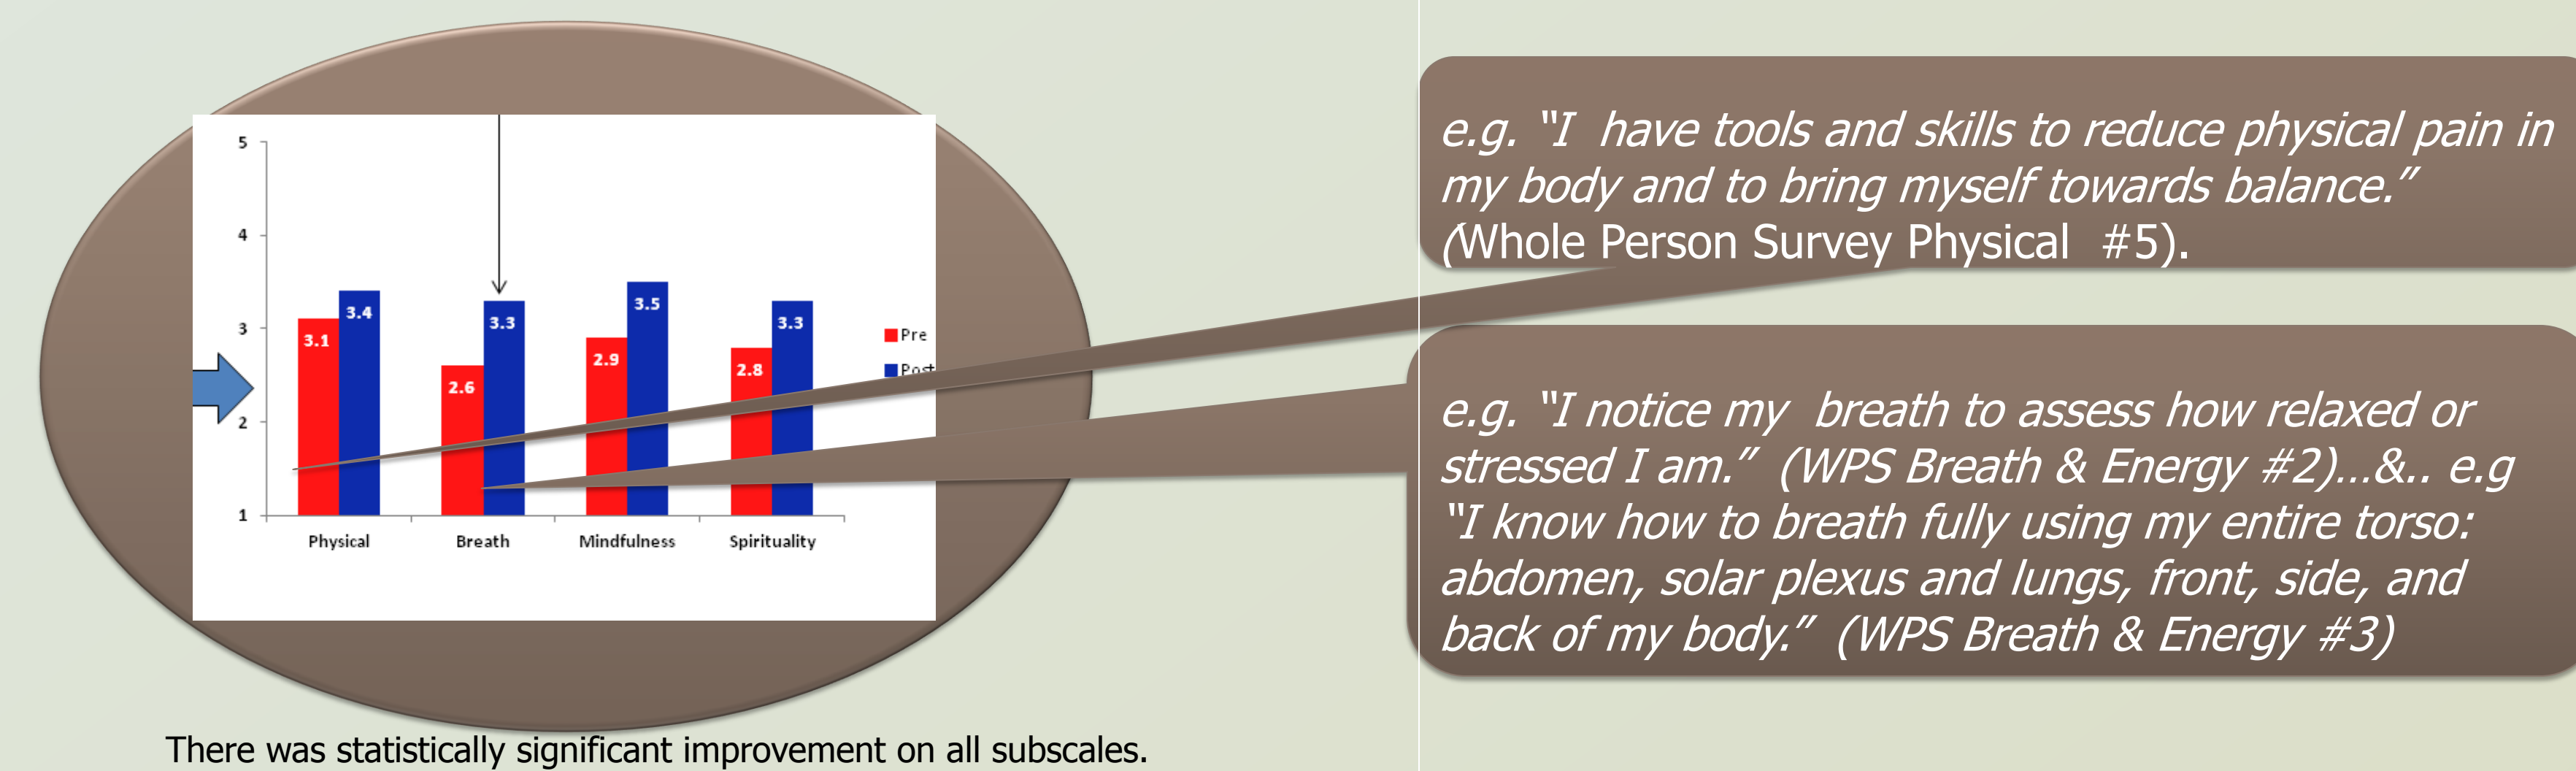 5
4
3
2
1
3.1
3.4
2.6
3.3
2.9
3.5
2.8
3.3
Physical Breath Mindfulness Spirituality
Pre
Post
e.g. “I  have tools and skills to reduce physical pain in
my body and to bring myself towards balance.”
(Whole Person Survey Physical  #5).
e.g. “I notice my  breath to assess how relaxed or
stressed I am.”  (WPS Breath & Energy #2)…&.. e.g
“I know how to breath fully using my entire torso:
abdomen, solar plexus and lungs, front, side, and
back of my body.”  (WPS Breath & Energy #3)
There was statistically significant improvement on all subscales.